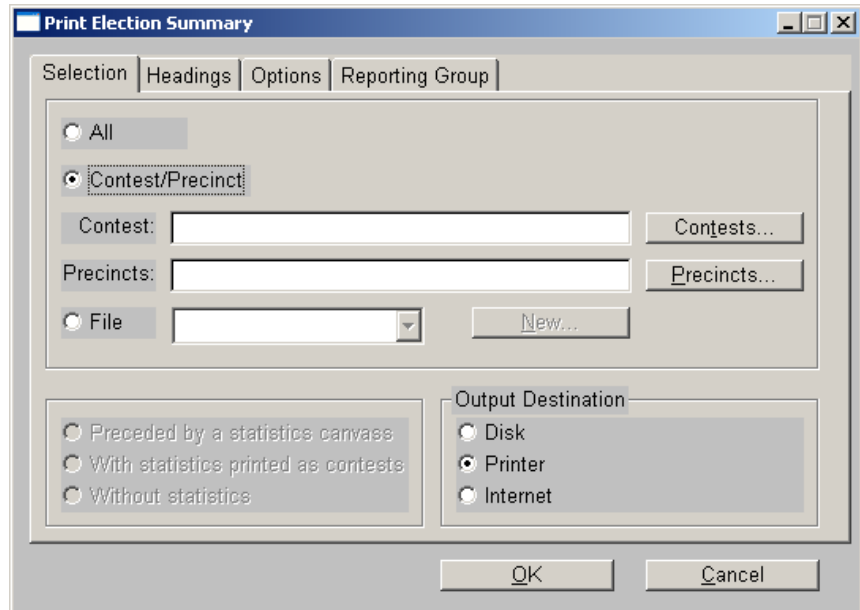 Print Election Summary
Selection Headings Options Reporting Group
All
Contest/Precinct
Contest: Contests...
Precincts: Precincts...
File New...
Preceded by a statistics canvass
With statistics printed as contests
Without statistics
Output Destination
Disk
Printer
Internet
OK Cancel